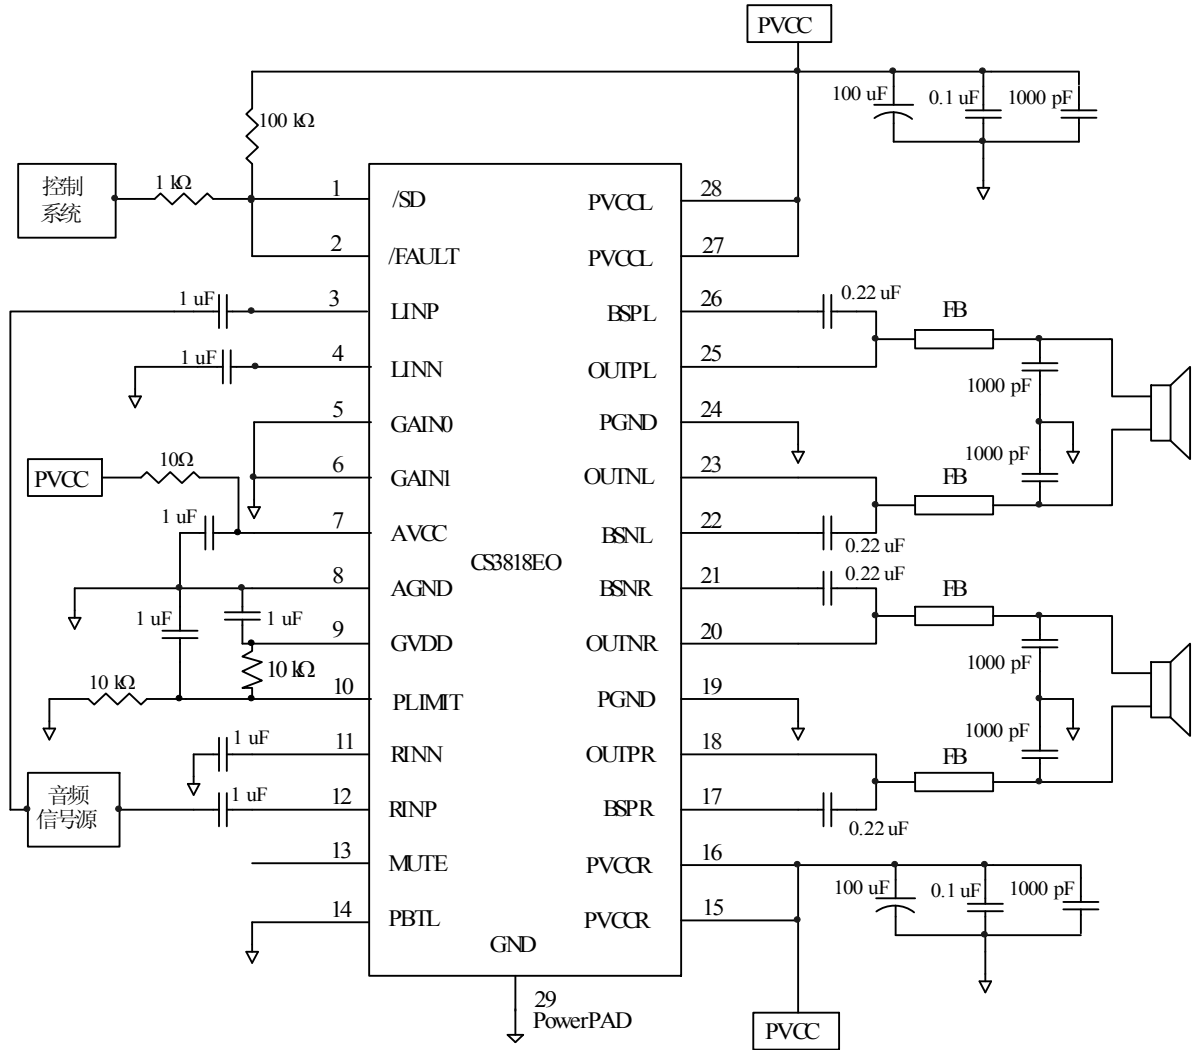 PVCC
100 uF
0.1 uF
1000 pF
100 kΩ
控制
系统
1 kΩ
1
/SD
PVCCL
28
2
/FAULT
PVCCL
27
1 uF
3
LINP
BSPL
26
0.22 uF
FB
1 uF
4
LINN
OUTPL
25
1000 pF
5
GAIN0
PGND
24
PVCC
10Ω
6
GAIN1
OUTNL
23
1000 pF
FB
1 uF
7
AVCC
BSNL
22
0.22 uF
CS3818EO
8
AGND
BSNR
21
0.22 uF
FB
1 uF
1 uF
9
GVDD
OUTNR
20
10 kΩ
1000 pF
10 kΩ
10
PLIMIT
PGND
19
1 uF
11
RINN
OUTPR
18
1000 pF
FB
音频
信号源
1 uF
12
RINP
BSPR
17
0.22 uF
13
MUTE
PVCCR
16
100 uF
0.1 uF
1000 pF
14
PBTL
PVCCR
15
GND
29
PowerPAD
PVCC